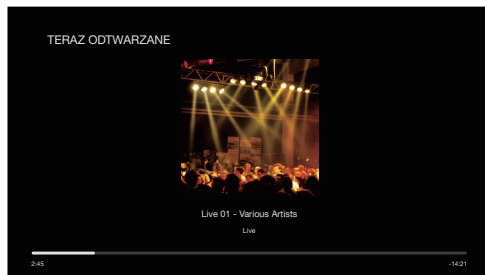 TERAZ ODTWARZANE
Live 01 - Various Artists
Live
2:45
-14:21